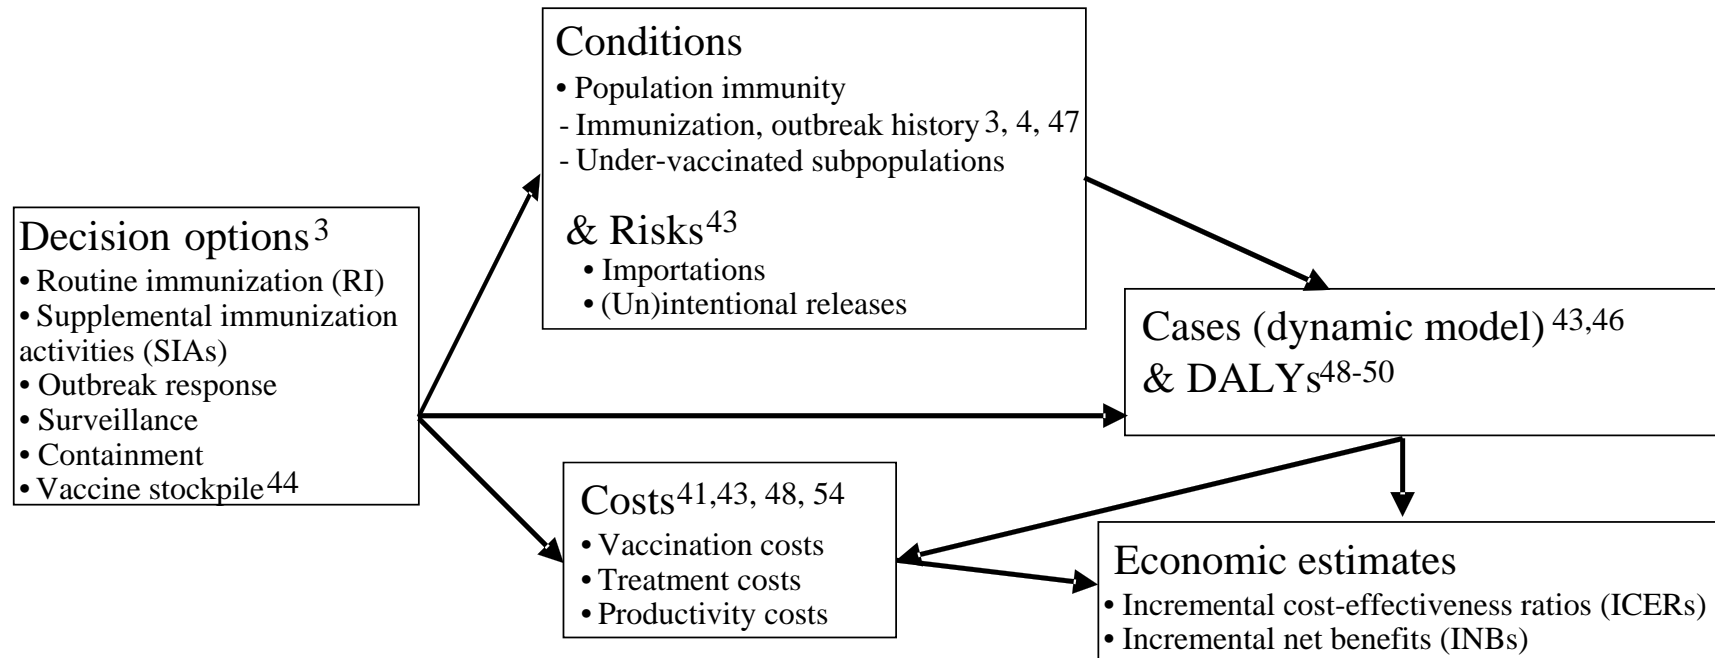 Conditions
• Population immunity
- Immunization, outbreak history 3, 4, 47
- Under-vaccinated subpopulations
& Risks43
• Importations
• (Un)intentional releases
Decision options3
• Routine immunization (RI)
• Supplemental immunization
activities (SIAs)
• Outbreak response
• Surveillance
• Containment
• Vaccine stockpile44
Cases (dynamic model) 43,46
& DALYs48-50
Costs41,43, 48, 54
• Vaccination costs
• Treatment costs
• Productivity costs
Economic estimates
• Incremental cost-effectiveness ratios (ICERs)
• Incremental net benefits (INBs)